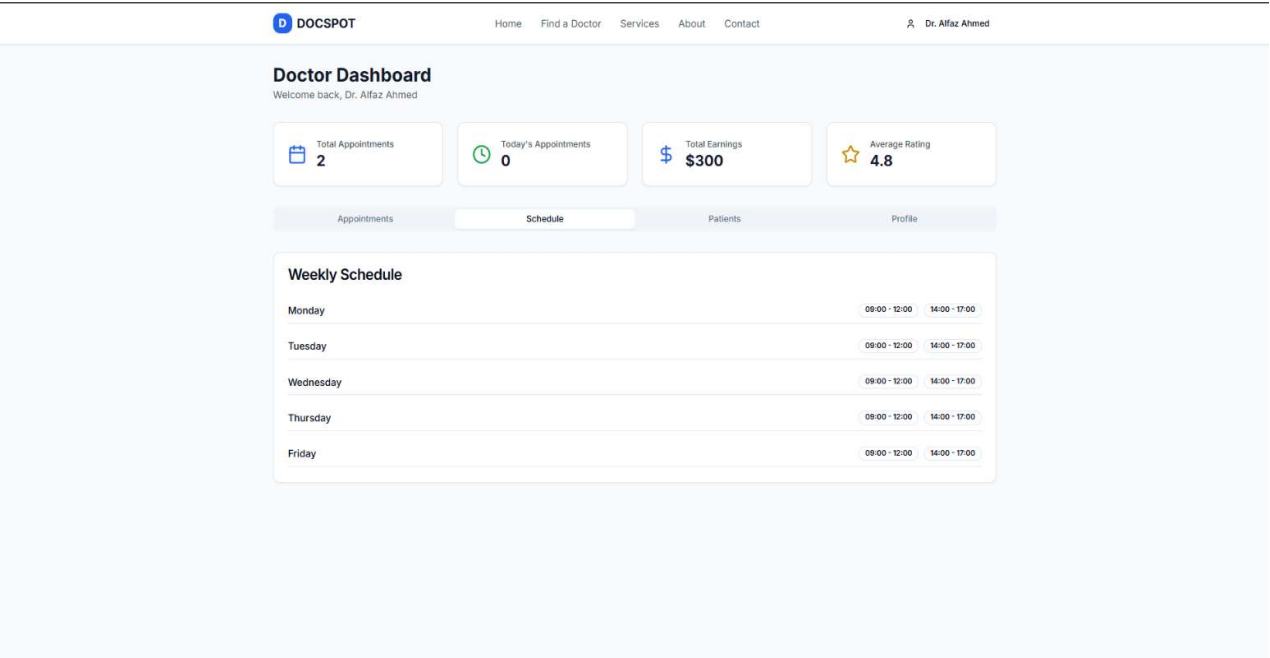 D DOCSPOT Home Find a Doctor Services About Contact Dr. Alfaz Ahmed
Doctor Dashboard
Welcome back, Dr. Alfaz Ahmed
Total Appointments Today's Appointments Total Earnings Average Rating
2 0 $300 4.8
Appointments Schedule Patients Profile
Weekly Schedule
Monday 09:00 - 12:00 14:00 - 17:00
Tuesday 09:00 - 12:00 14:00 - 17:00
Wednesday 09:00 - 12:00 14:00 - 17:00
Thursday 09:00 - 12:00 14:00 - 17:00
Friday 09:00 - 12:00 14:00 - 17:00